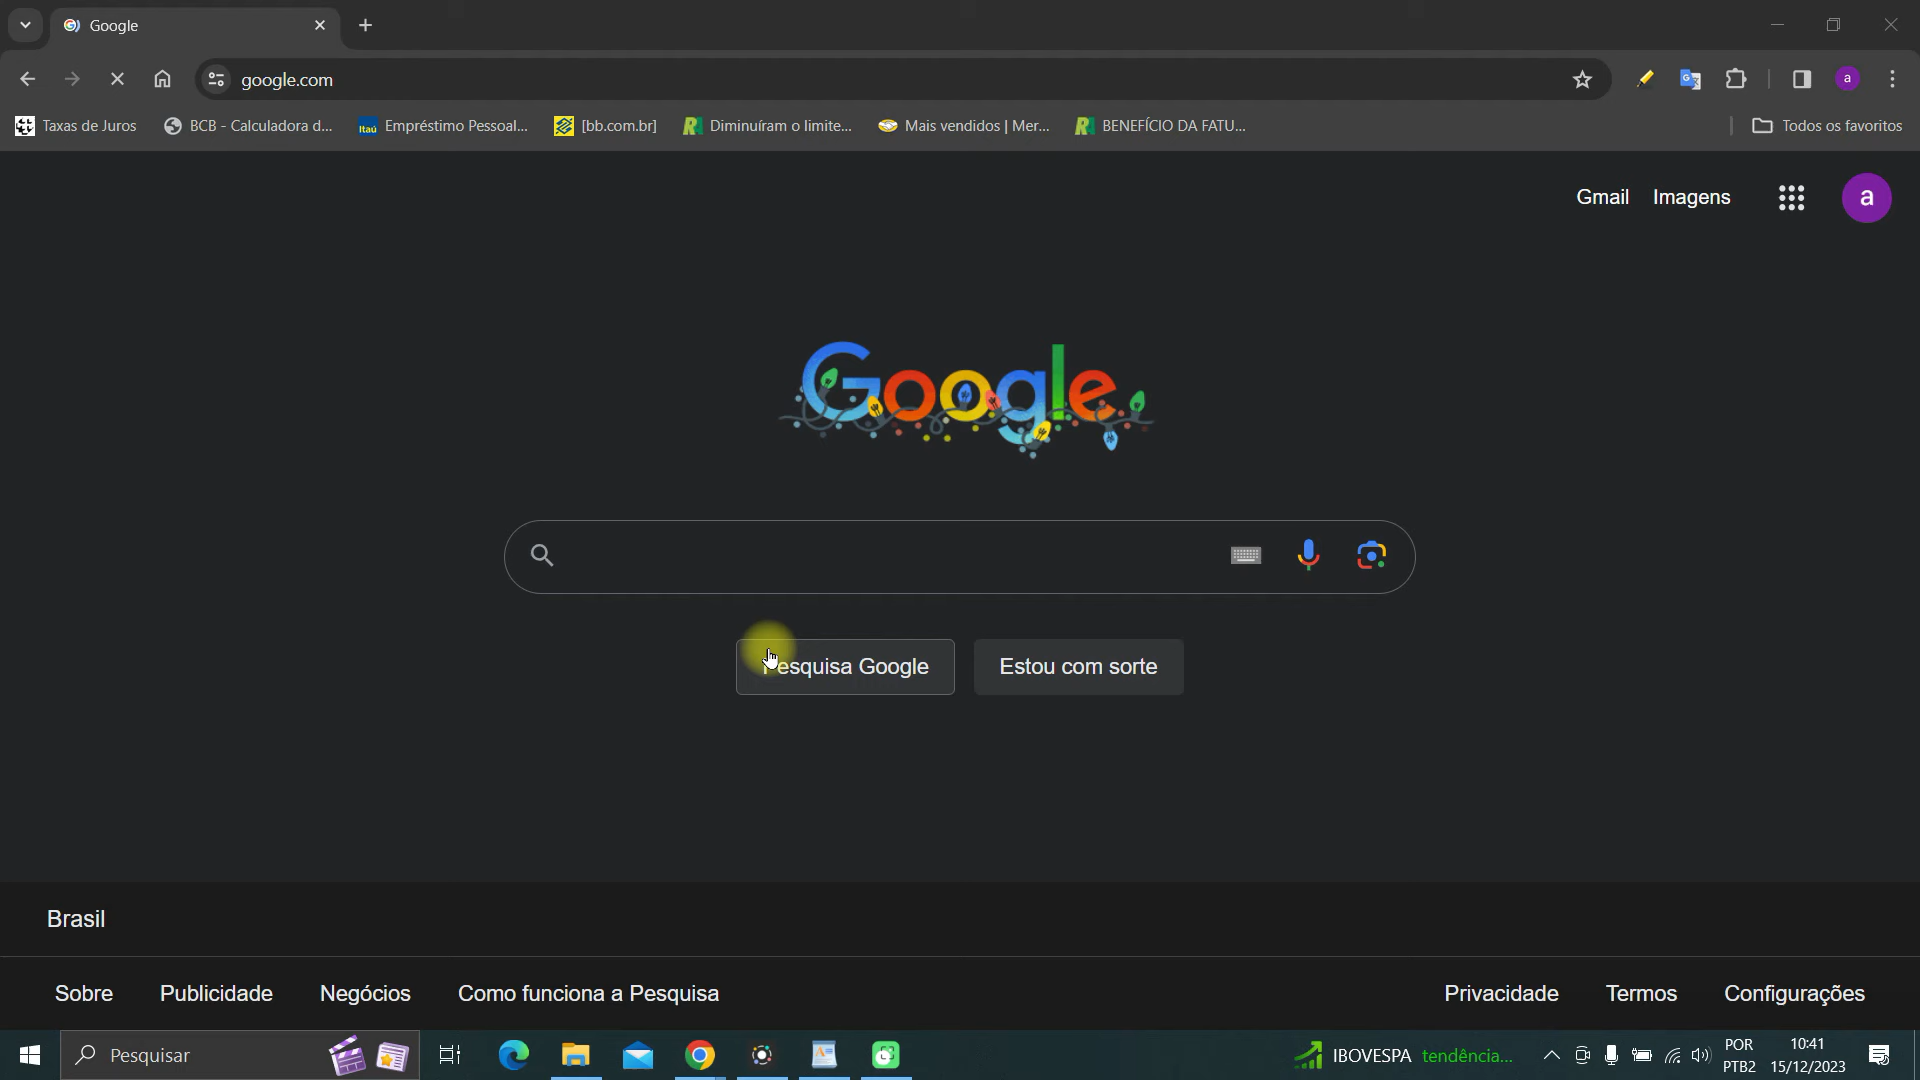 Google
google.com
Taxas de Juros
BCB - Calculadora d...
Itaú
Empréstimo Pessoal...
[bb.com.br]
Diminuíram o limite...
Mais vendidos | Mer...
BENEFÍCIO DA FATU...
Todos os favoritos
a
Gmail
Imagens
a
Google
Pesquisa Google
Estou com sorte
Brasil
Sobre
Publicidade
Negócios
Como funciona a Pesquisa
Privacidade
Termos
Configurações
Pesquisar
IBOVESPA tendência...
POR
PTB2
10:41
15/12/2023